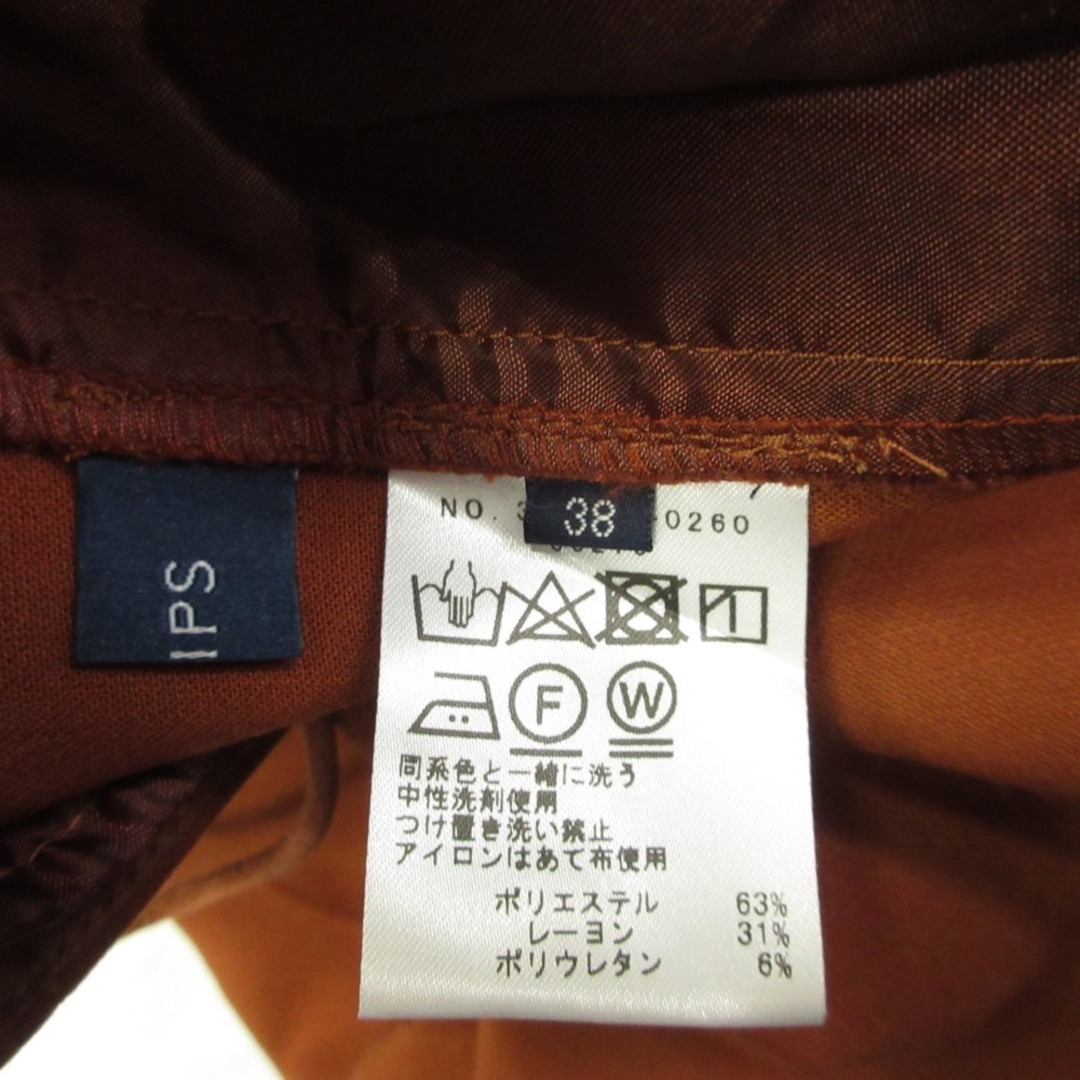 IPS
38
NO. 3 -0260
1
F
W
同系色と一緒に洗う
中性洗剤使用
つけ置き洗い禁止
アイロンはあて布使用
ポリエステル 63%
レーヨン 31%
ポリウレタン 6%